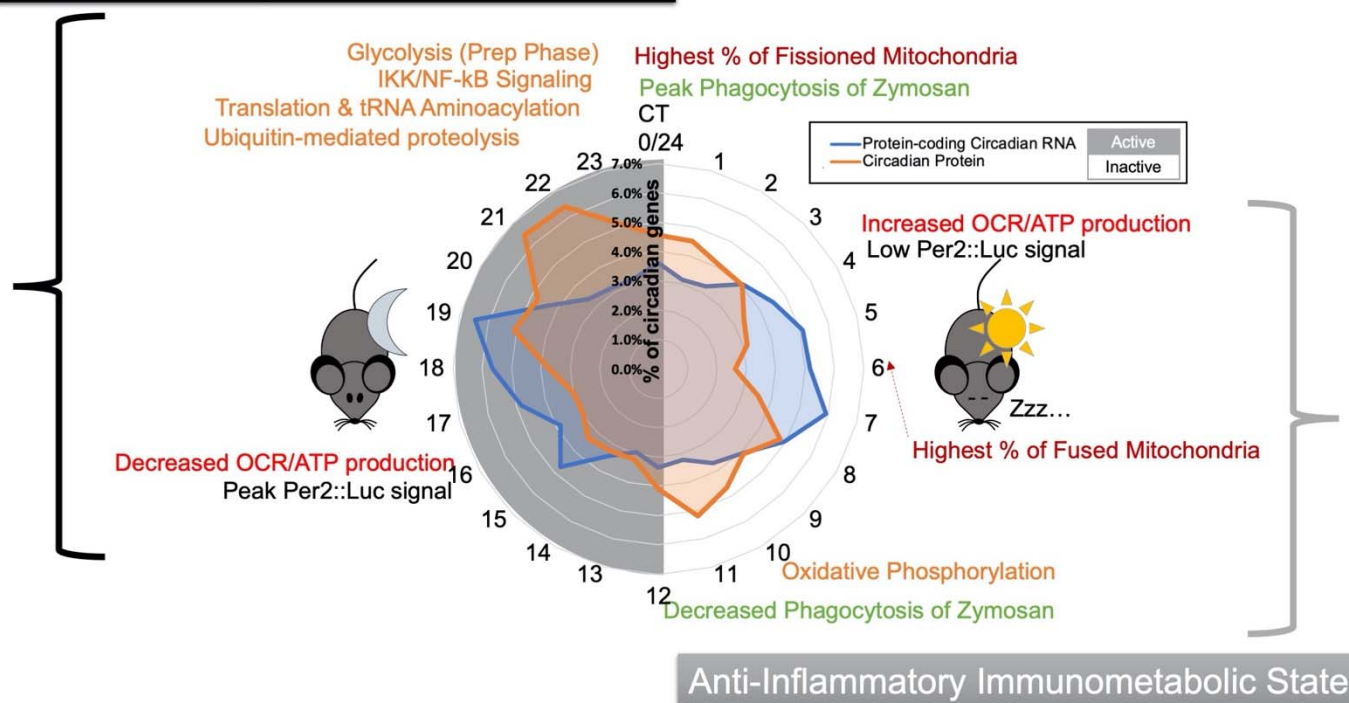 Glycolysis (Prep Phase)
IKK/NF-kB Signaling
Translation & tRNA Aminoacylation
Ubiquitin-mediated proteolysis
Highest % of Fissioned Mitochondria
Peak Phagocytosis of Zymosan
CT
0/24
1
2
3
4
5
6
7
8
9
10
11
12
13
14
15
16
17
18
19
20
21
22
23
7.0%
6.0%
5.0%
4.0%
3.0%
2.0%
1.0%
0.0%
% of circadian genes
Protein-coding Circadian RNA
Circadian Protein
Active
Inactive
Increased OCR/ATP production
Low Per2::Luc signal
Zzz...
Highest % of Fused Mitochondria
Decreased OCR/ATP production
Peak Per2::Luc signal
Oxidative Phosphorylation
Decreased Phagocytosis of Zymosan
Anti-Inflammatory Immunometabolic State